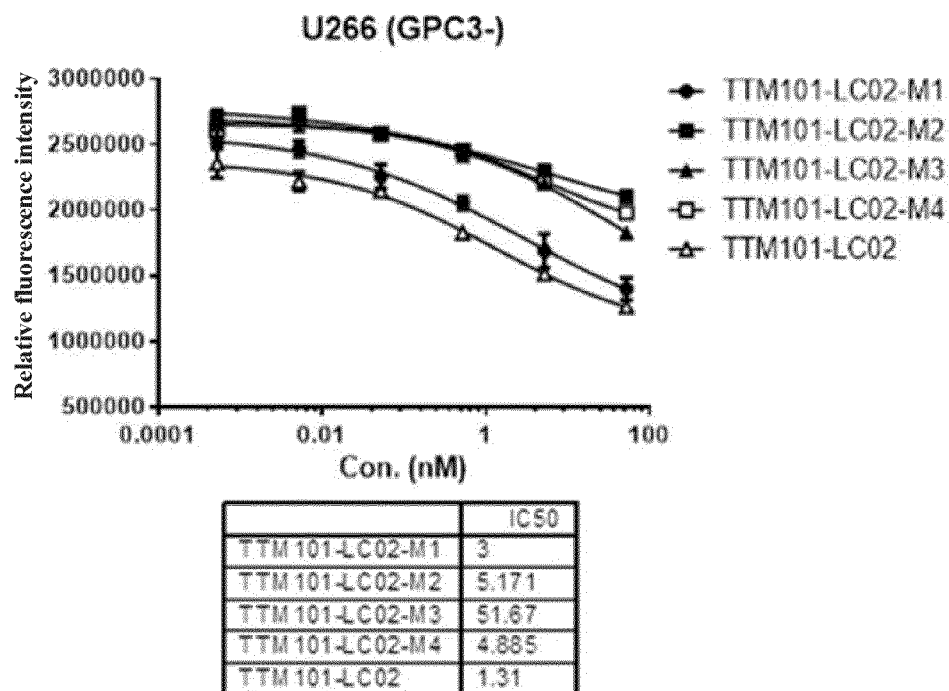 U266 (GPC3-)
Relative fluorescence intensity
3000000
2500000
2000000
1500000
1000000
500000
0.0001
0.01
1
100
Con. (nM)
TTM101-LC02-M1
TTM101-LC02-M2
TTM101-LC02-M3
TTM101-LC02-M4
TTM101-LC02
IC50
TTM101-LC02-M1 3
TTM101-LC02-M2 5.171
TTM101-LC02-M3 51.67
TTM101-LC02-M4 4.885
TTM101-LC02 1.31